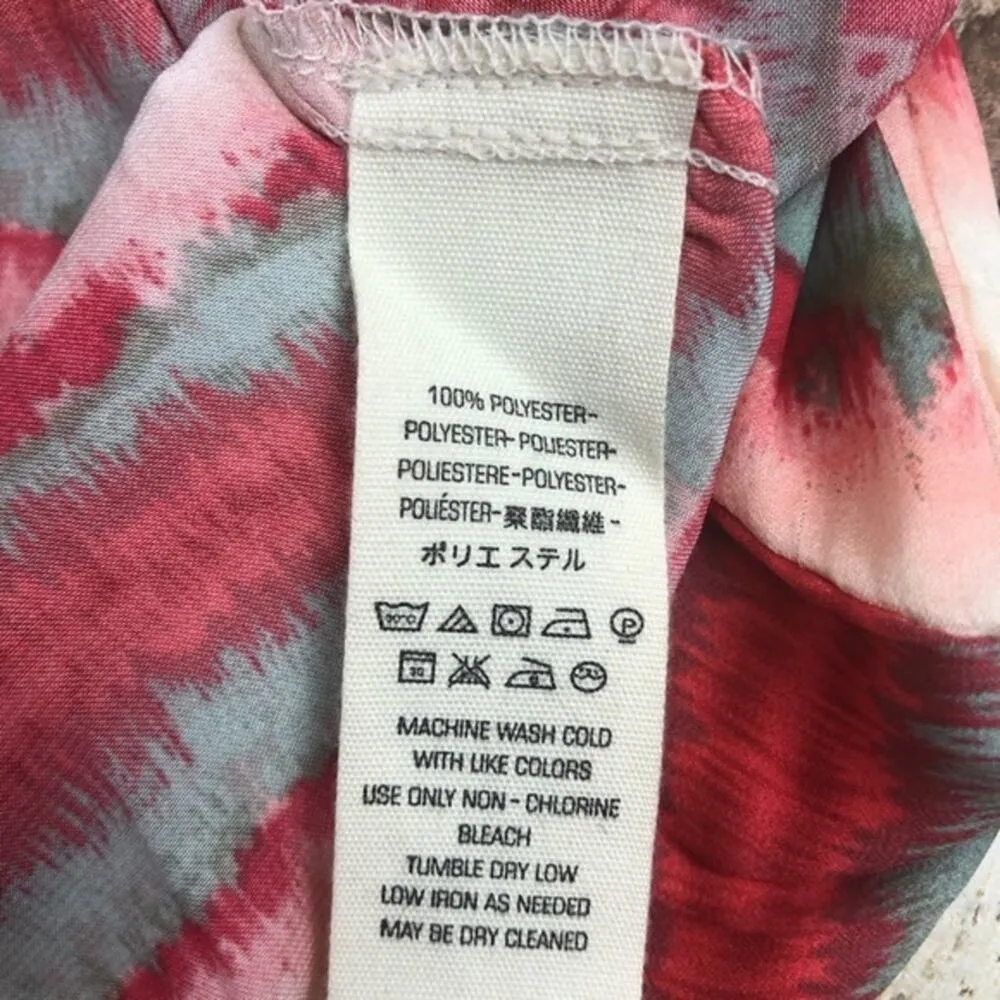 100% POLYESTER-
POLYESTER-POLIESTER-
POLIESTERE-POLYESTER-
POLIÉSTER-聚酯纖維-
ポリエステル
30°C P
30
MACHINE WASH COLD
WITH LIKE COLORS
USE ONLY NON-CHLORINE
BLEACH
TUMBLE DRY LOW
LOW IRON AS NEEDED
MAY BE DRY CLEANED